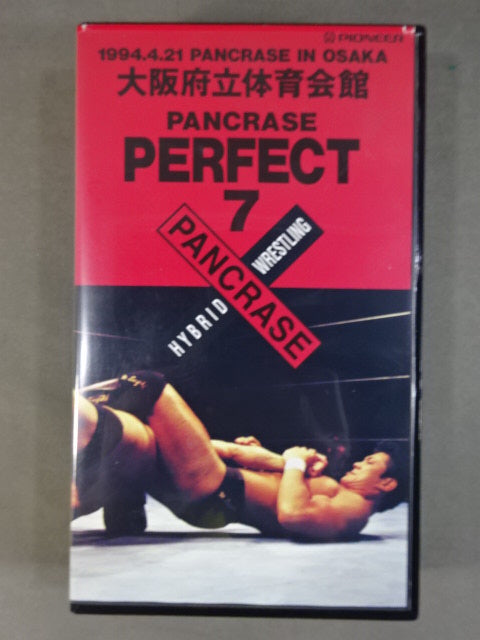 PIONEER
1994.4.21 PANCRASE IN OSAKA
大阪府立体育会館
PANCRASE
PERFECT
7
PANCRASE
HYBRID WRESTLING